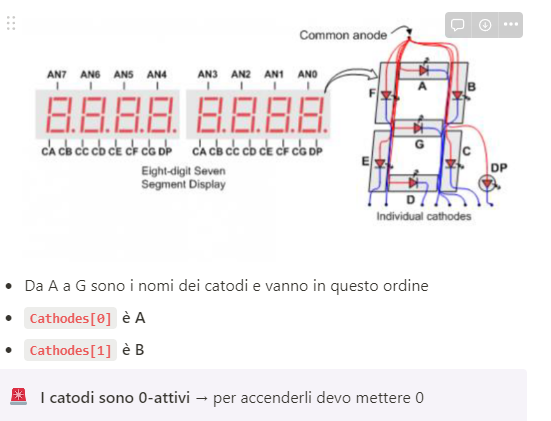 Common anode
AN7 AN6 AN5 AN4 AN3 AN2 AN1 AN0
CA CB CC CD CE CF CG DP CA CB CC CD CE CF CG DP
Eight-digit Seven
Segment Display
A
F
B
G
E
C
DP
D
Individual cathodes
Da A a G sono i nomi dei catodi e vanno in questo ordine
Cathodes[0] è A
Cathodes[1] è B
I catodi sono 0-attivi → per accenderli devo mettere 0